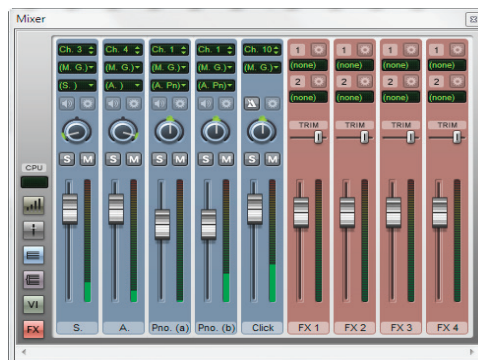 Mixer
Ch. 3 Ch. 4 Ch. 1 Ch. 1 Ch. 10 1 1 1 1
(M. G.) (M. G.) (M. G.) (M. G.) (M. G.) (none) (none) (none) (none)
(S. ) (A. ) (A. Pn) (A. Pn) 2 2 2 2
(none) (none) (none) (none)
TRIM TRIM TRIM TRIM
S M S M S M S M S M
CPU
VI
FX
S. A. Pno. (a) Pno. (b) Click FX 1 FX 2 FX 3 FX 4